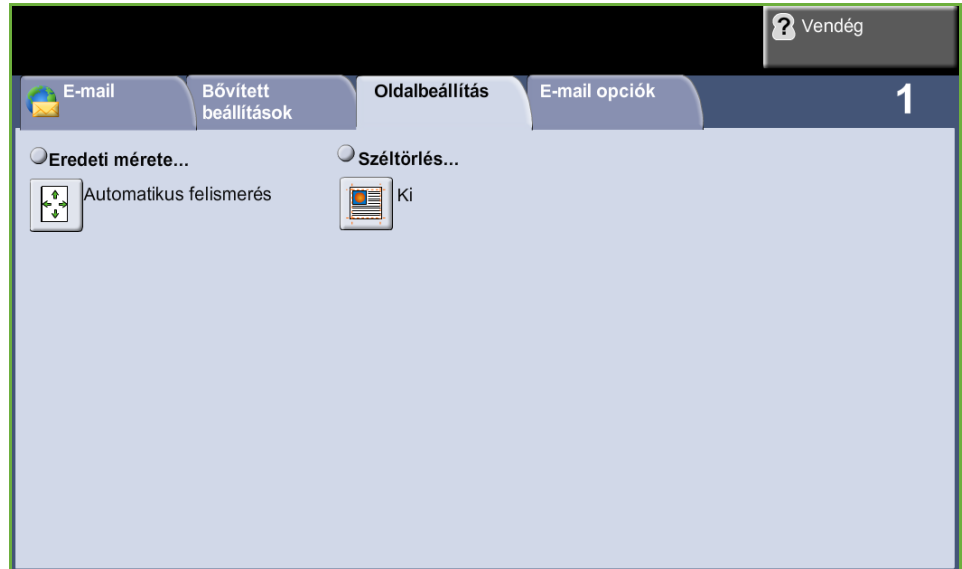 Vendég
E-mail
Bővített
beállítások
Oldalbeállítás
E-mail opciók
1
Eredeti mérete...
Széltörlés...
Automatikus felismerés
Ki